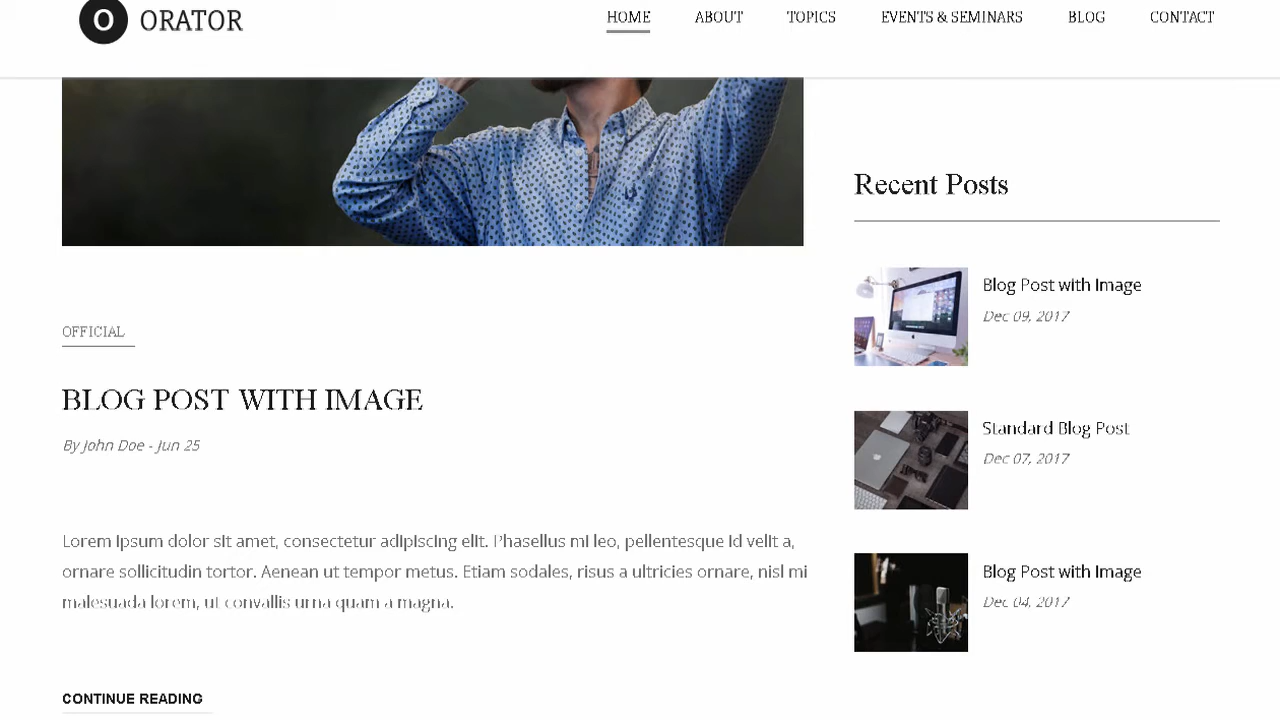 O ORATOR
HOME ABOUT TOPICS EVENTS & SEMINARS BLOG CONTACT
OFFICIAL
BLOG POST WITH IMAGE
By John Doe - Jun 25
Lorem ipsum dolor sit amet, consectetur adipiscing elit. Phasellus mi leo, pellentesque id velit a,
ornare sollicitudin tortor. Aenean ut tempor metus. Etiam sodales, risus a ultricies ornare, nisl mi
malesuada lorem, ut convallis urna quam a magna.
CONTINUE READING
Recent Posts
Blog Post with Image
Dec 09, 2017
Standard Blog Post
Dec 07, 2017
Blog Post with Image
Dec 04, 2017